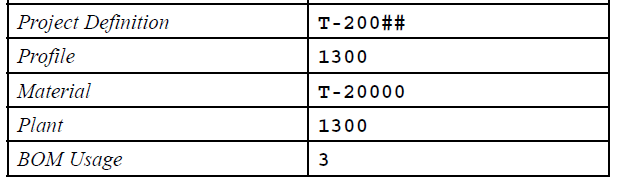 Project Definition T-200##
Profile 1300
Material T-20000
Plant 1300
BOM Usage 3